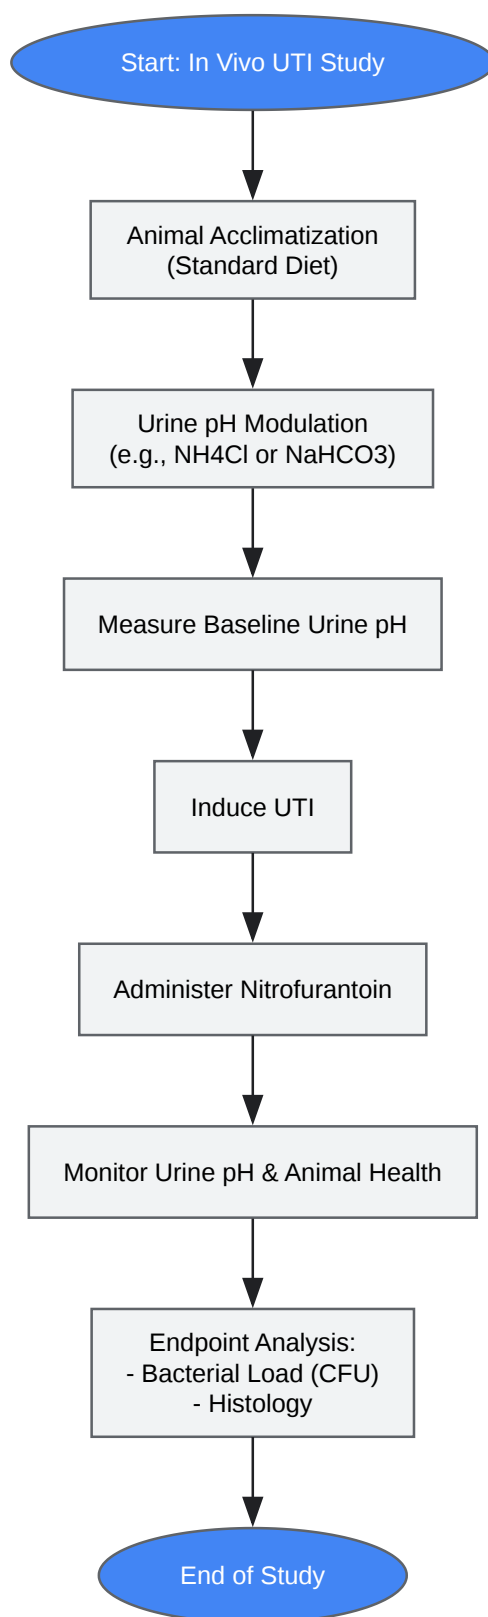 Start: In Vivo UTI Study
Animal Acclimatization
(Standard Diet)
Urine pH Modulation
(e.g., NH4Cl or NaHCO3)
Measure Baseline Urine pH
Induce UTI
Administer Nitrofurantoin
Monitor Urine pH & Animal Health
Endpoint Analysis:
- Bacterial Load (CFU)
- Histology
End of Study